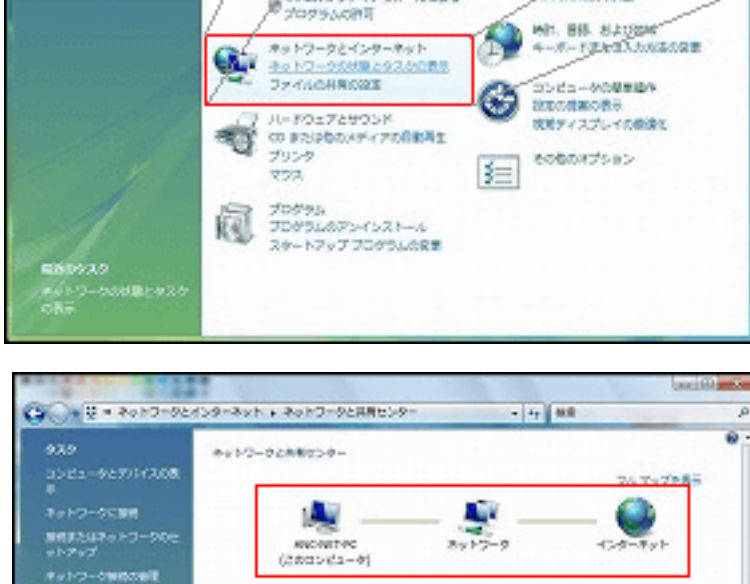 プログラムの許可
ネットワークとインターネット
ネットワークの状態とタスクの表示
ファイルの共有の設定
ハードウェアとサウンド
CD または他のメディアの自動再生
プリンタ
マウス
プログラム
プログラムのアンインストール
スタートアップ プログラムの変更
時計、言語、および地域
キーボードまたは入力方法の変更
コンピュータの簡単操作
設定の提案の表示
視覚ディスプレイの最適化
その他のオプション
最近のタスク
ネットワークの状態とタスク
の表示
ネットワークとインターネット ネットワークと共有センター
検索
タスク
コンピュータとデバイスの表
示
ネットワークに接続
接続またはネットワークのセ
ットアップ
ネットワーク接続の管理
ネットワークと共有センター
フル マップを表示
(このコンピュータ)
ネットワーク
インターネット